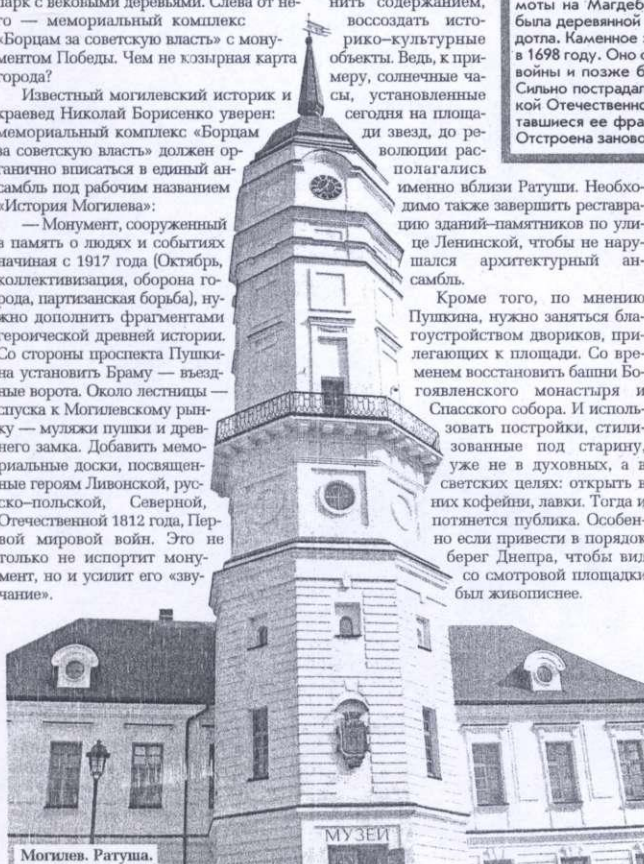 парк с вековыми деревьями. Слева от не-
го — мемориальный комплекс
«Борцам за советскую власть» с мону-
ментом Победы. Чем не козырная карта
города?
Известный могилевский историк и
краевед Николай Борисенко уверен:
мемориальный комплекс «Борцам
за советскую власть» должен ор-
ганично вписаться в единый ан-
самбль под рабочим названием
«История Могилева»:
— Монумент, сооруженный
в память о людях и событиях
начиная с 1917 года (Октябрь,
коллективизация, оборона го-
рода, партизанская борьба), ну-
жно дополнить фрагментами
героической древней истории.
Со стороны проспекта Пушки-
на установить Браму — въезд-
ные ворота. Около лестницы —
спуска к Могилевскому рын-
ку — муляжи пушки и древ-
него замка. Добавить мемо-
риальные доски, посвящен-
ные героям Ливонской, рус-
ско-польской, Северной,
Отечественной 1812 года, Пер-
вой мировой войн. Это не
только не испортит мону-
мент, но и усилит его «зву-
чание».
нить содержанием,
воссоздать исто-
рико-культурные
объекты. Ведь, к при-
меру, солнечные ча-
сы, установленные
сегодня на площа-
ди звезд, до ре-
волюции рас-
полагались
именно вблизи Ратуши. Необхо-
димо также завершить реставра-
цию зданий-памятников по ули-
це Ленинской, чтобы не нару-
шался архитектурный ан-
самбль.
Кроме того, по мнению
Пушкина, нужно заняться бла-
гоустройством двориков, при-
легающих к площади. Со вре-
менем восстановить башни Бо-
гоявленского монастыря и
Спасского собора. И исполь-
зовать постройки, стили-
зованные под старину,
уже не в духовных, а в
светских целях: открыть в
них кофейни, лавки. Тогда и
потянется публика. Особен-
но если привести в порядок
берег Днепра, чтобы вид
со смотровой площадки
был живописнее.
моты на Магдеб
была деревянной
дотла. Каменное
в 1698 году. Оно с
войны и позже б
Сильно пострадал
кой Отечественно
тавшиеся ее фра
Отстроена заново
МУЗЕЙ
Могилев. Ратуша.